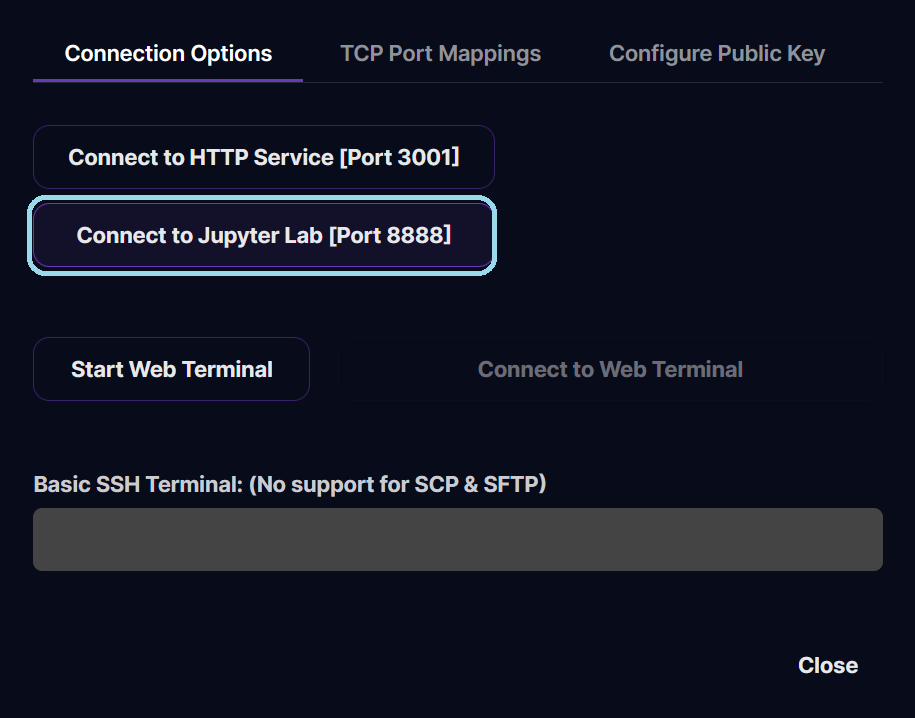 Connection Options
TCP Port Mappings
Configure Public Key
Connect to HTTP Service [Port 3001]
Connect to Jupyter Lab [Port 8888]
Start Web Terminal
Connect to Web Terminal
Basic SSH Terminal: (No support for SCP & SFTP)
Close